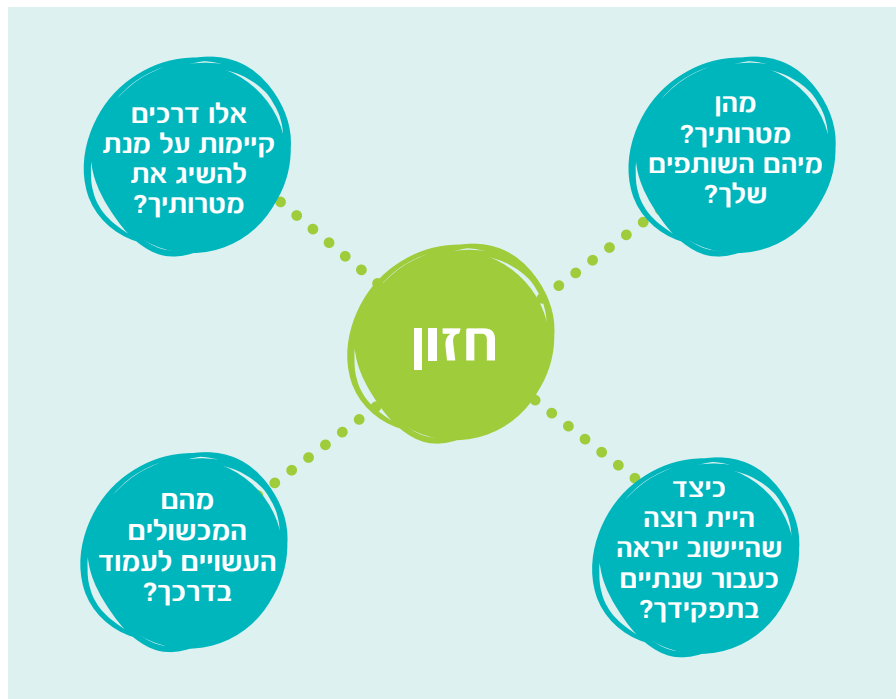 מהן
מטרותיך?
מיהם השותפים
שלך?
אלו דרכים
קיימות על מנת
להשיג את
מטרותיך?
חזון
כיצד
היית רוצה
שהיישוב ייראה
כעבור שנתיים
בתפקידך?
מהם
המכשולים
העשויים לעמוד
בדרכך?